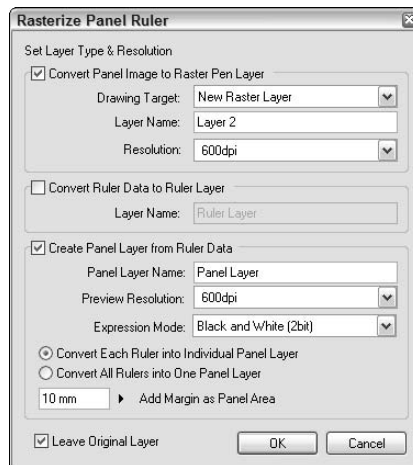 Rasterize Panel Ruler
Set Layer Type & Resolution
Convert Panel Image to Raster Pen Layer
Drawing Target: New Raster Layer
Layer Name: Layer 2
Resolution: 600dpi
Convert Ruler Data to Ruler Layer
Layer Name: Ruler Layer
Create Panel Layer from Ruler Data
Panel Layer Name: Panel Layer
Preview Resolution: 600dpi
Expression Mode: Black and White (2bit)
Convert Each Ruler into Individual Panel Layer
Convert All Rulers into One Panel Layer
10 mm Add Margin as Panel Area
Leave Original Layer OK Cancel